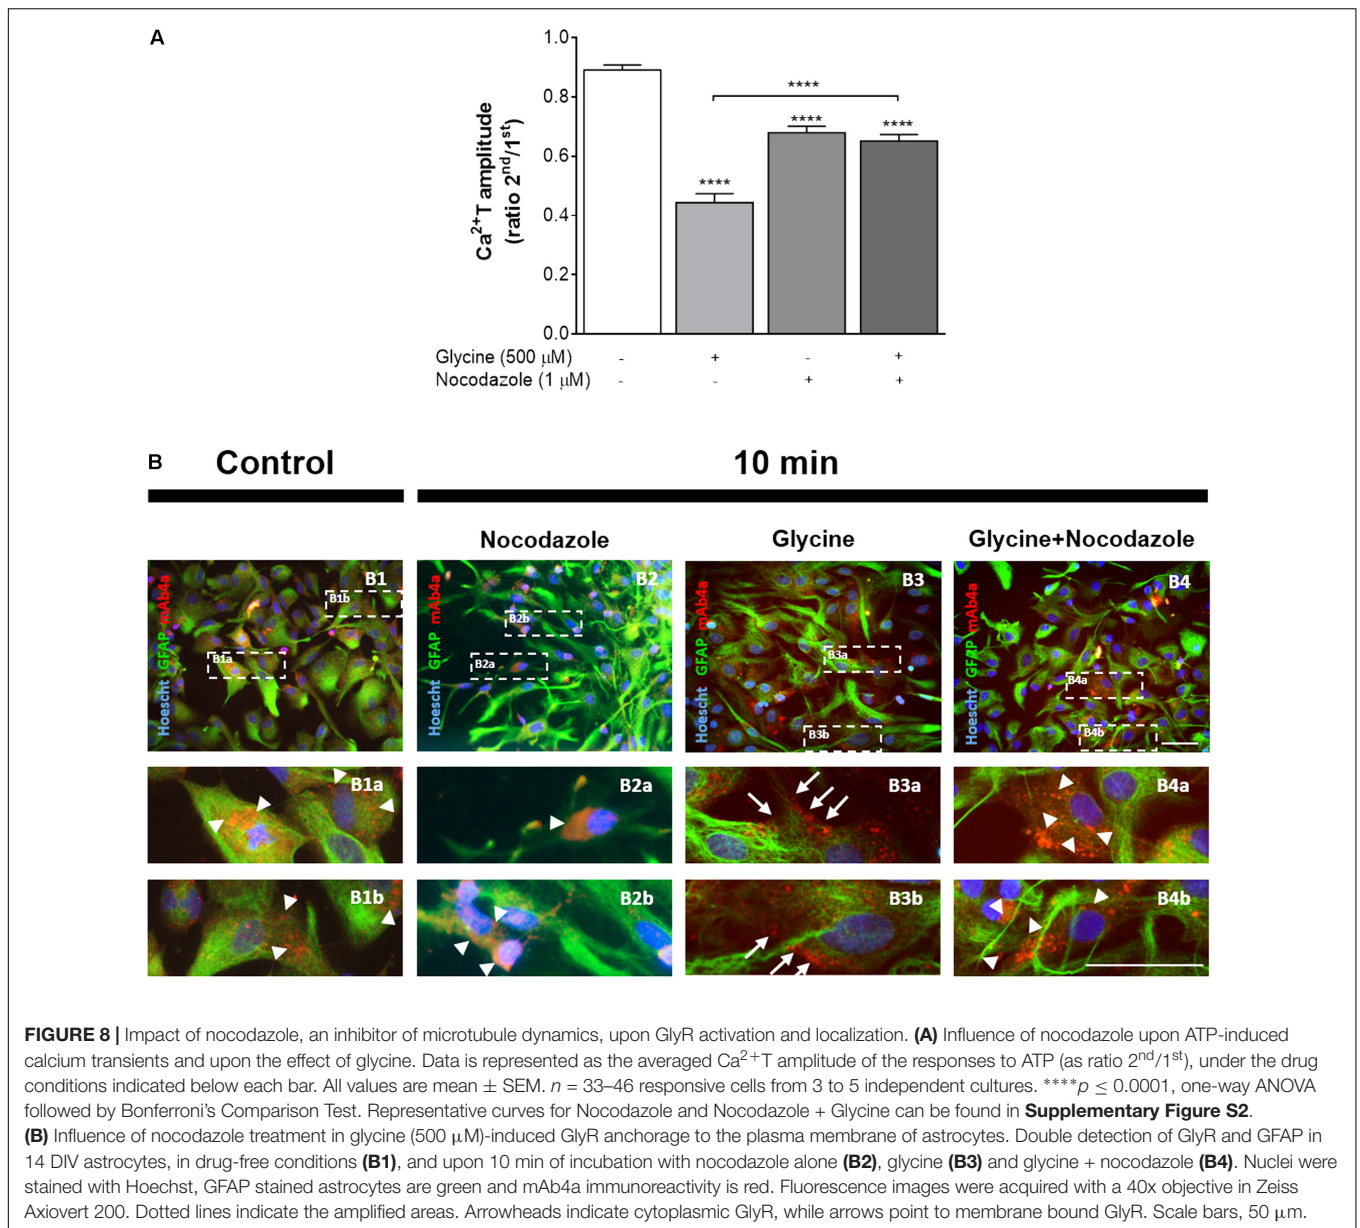 A
1.0
0.8
0.6
0.4
0.2
0.0
Ca2+T amplitude
(ratio 2nd/1st)
****
****
****
****
Glycine (500 μM) - + - +
Nocodazole (1 μM) - - + +
B
Control
10 min
Nocodazole
Glycine
Glycine+Nocodazole
Hoescht GFAP mAb4a
B1
B1b
B1a
Hoescht GFAP mAb4a
B2
B2b
B2a
Hoescht GFAP mAb4a
B3
B3a
B3b
Hoescht GFAP mAb4a
B4
B4a
B4b
B1a
B2a
B3a
B4a
B1b
B2b
B3b
B4b
FIGURE 8 | Impact of nocodazole, an inhibitor of microtubule dynamics, upon GlyR activation and localization. (A) Influence of nocodazole upon ATP-induced
calcium transients and upon the effect of glycine. Data is represented as the averaged Ca2+T amplitude of the responses to ATP (as ratio 2nd/1st), under the drug
conditions indicated below each bar. All values are mean ± SEM. n = 33–46 responsive cells from 3 to 5 independent cultures. ****p ≤ 0.0001, one-way ANOVA
followed by Bonferroni's Comparison Test. Representative curves for Nocodazole and Nocodazole + Glycine can be found in Supplementary Figure S2.
(B) Influence of nocodazole treatment in glycine (500 μM)-induced GlyR anchorage to the plasma membrane of astrocytes. Double detection of GlyR and GFAP in
14 DIV astrocytes, in drug-free conditions (B1), and upon 10 min of incubation with nocodazole alone (B2), glycine (B3) and glycine + nocodazole (B4). Nuclei were
stained with Hoechst, GFAP stained astrocytes are green and mAb4a immunoreactivity is red. Fluorescence images were acquired with a 40x objective in Zeiss
Axiovert 200. Dotted lines indicate the amplified areas. Arrowheads indicate cytoplasmic GlyR, while arrows point to membrane bound GlyR. Scale bars, 50 μm.